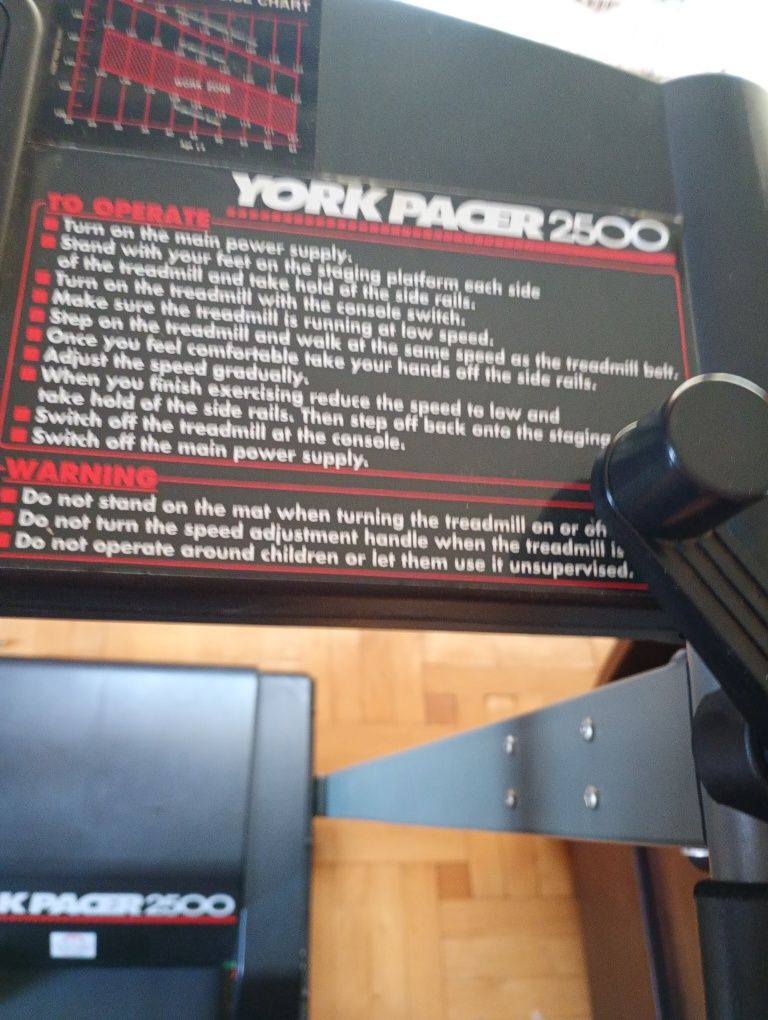 CHART
WORK ZONE
YORK PACER 2500
TO OPERATE
Turn on the main power supply.
Stand with your feet on the staging platform each side
of the treadmill and take hold of the side rails.
Turn on the treadmill with the console switch.
Make sure the treadmill is running at low speed.
Step on the treadmill and walk at the same speed as the treadmill belt.
Once you feel comfortable take your hands off the side rails.
Adjust the speed gradually.
When you finish exercising reduce the speed to low and
take hold of the side rails. Then step off back onto the staging
Switch off the treadmill at the console.
Switch off the main power supply.
WARNING
Do not stand on the mat when turning the treadmill on or off
Do not turn the speed adjustment handle when the treadmill is
Do not operate around children or let them use it unsupervised.
K PACER 2500